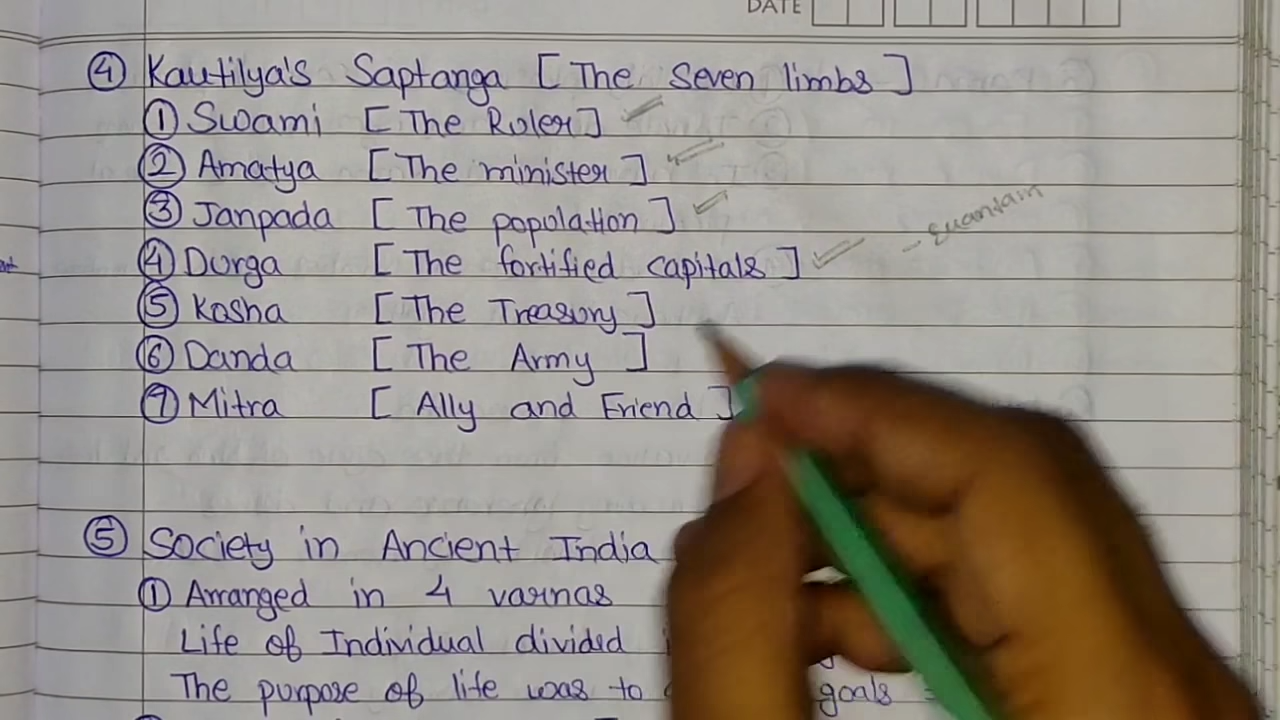 DATE
④ Kautilya's Saptanga [ The Seven limbs ]
① Swami [ The Ruler ]
② Amatya [ The minister ]
③ Janpada [ The population ]
④ Durga [ The fortified capitals ]
⑤ Kosha [ The Treasury ]
⑥ Danda [ The Army ]
⑦ Mitra [ Ally and Friend ]
⑤ Society in Ancient India
① Arranged in 4 varnas
Life of Individual divided
The purpose of life was to goals =